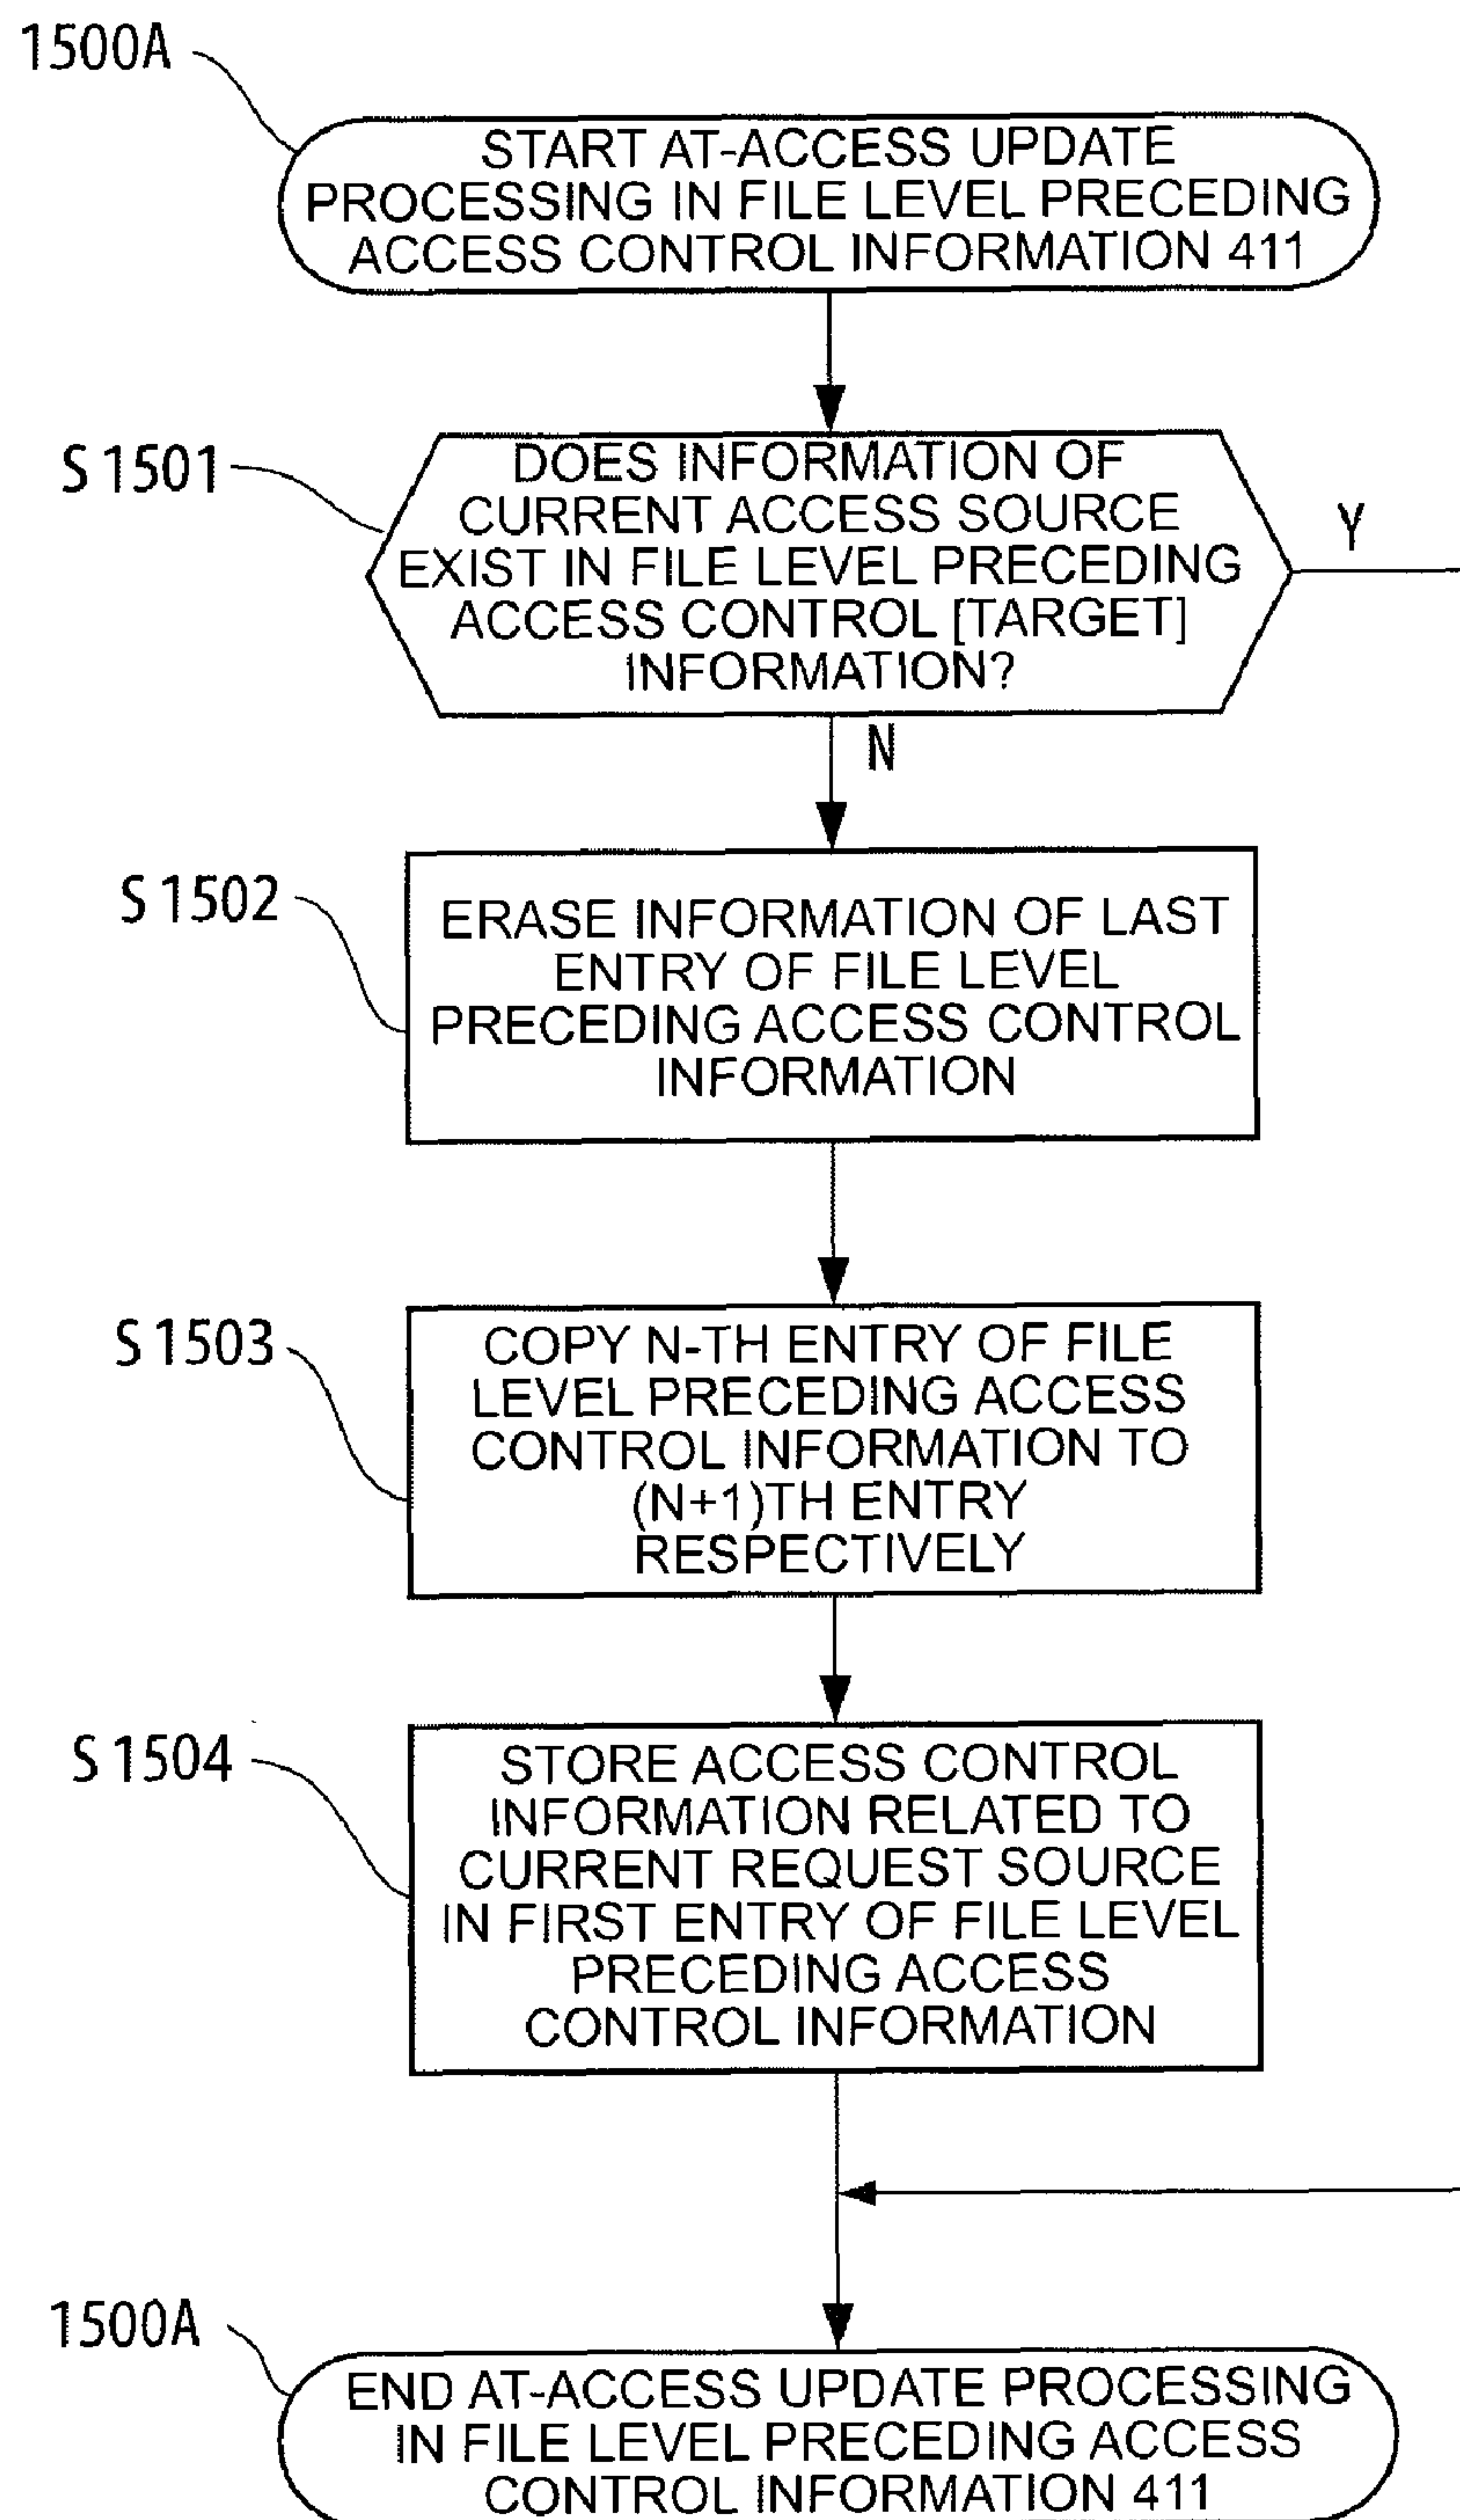 1500A
START AT-ACCESS UPDATE
PROCESSING IN FILE LEVEL PRECEDING
ACCESS CONTROL INFORMATION 411
S1501
DOES INFORMATION OF
CURRENT ACCESS SOURCE
EXIST IN FILE LEVEL PRECEDING
ACCESS CONTROL [TARGET]
INFORMATION?
Y
N
S1502
ERASE INFORMATION OF LAST
ENTRY OF FILE LEVEL
PRECEDING ACCESS CONTROL
INFORMATION
S1503
COPY N-TH ENTRY OF FILE
LEVEL PRECEDING ACCESS
CONTROL INFORMATION TO
(N+1)TH ENTRY
RESPECTIVELY
S1504
STORE ACCESS CONTROL
INFORMATION RELATED TO
CURRENT REQUEST SOURCE
IN FIRST ENTRY OF FILE LEVEL
PRECEDING ACCESS
CONTROL INFORMATION
1500A
END AT-ACCESS UPDATE PROCESSING
IN FILE LEVEL PRECEDING ACCESS
CONTROL INFORMATION 411